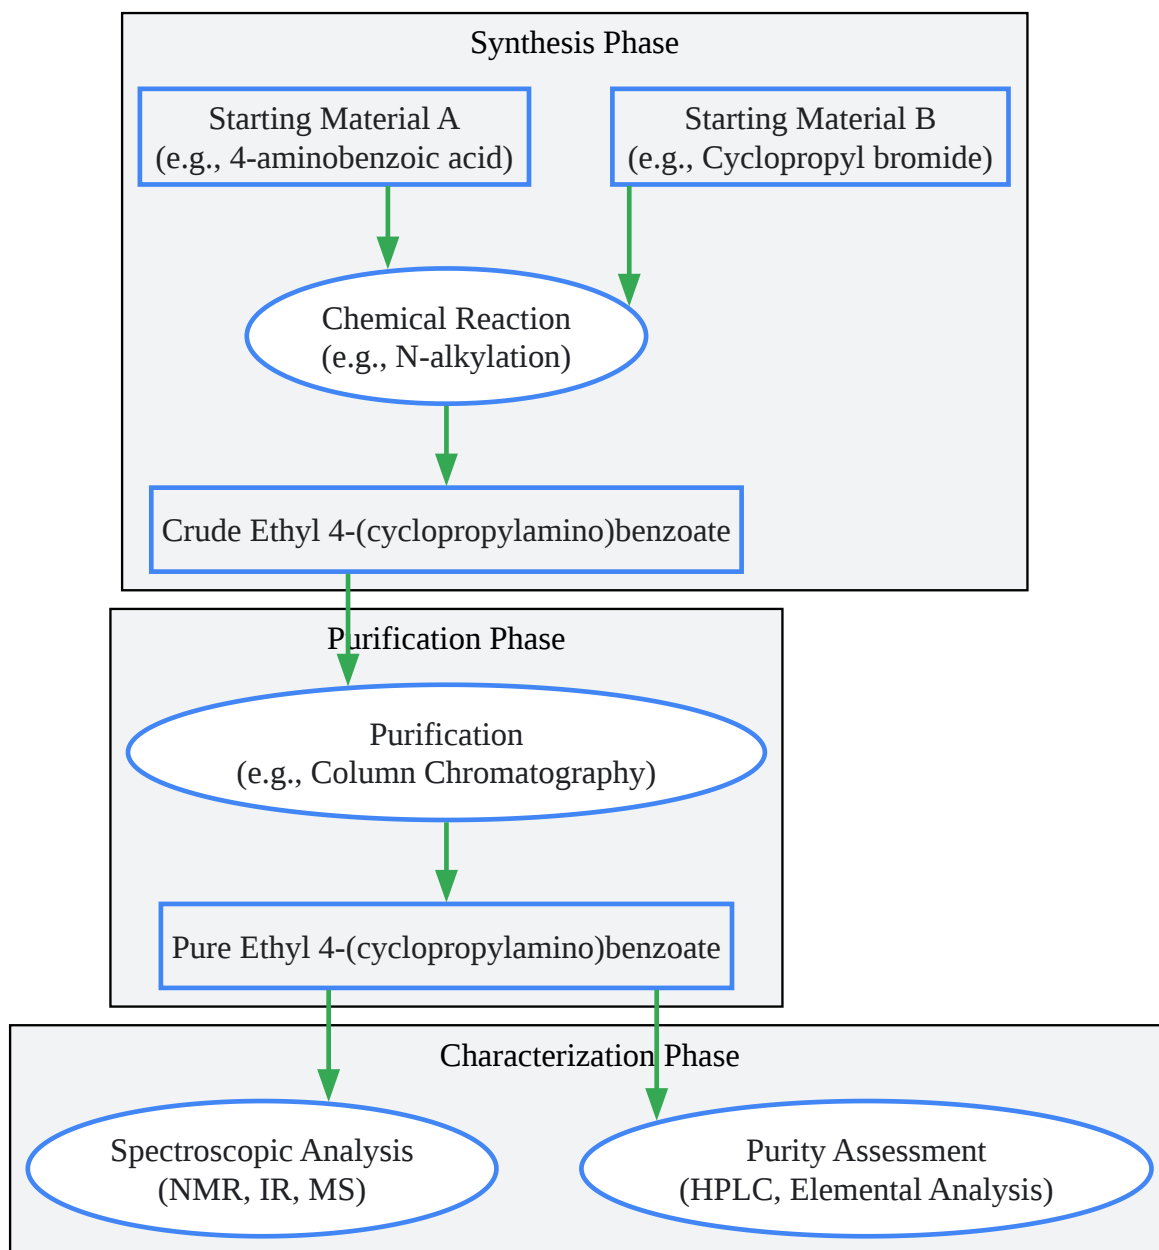 Synthesis Phase
Starting Material A
(e.g., 4-aminobenzoic acid)
Starting Material B
(e.g., Cyclopropyl bromide)
Chemical Reaction
(e.g., N-alkylation)
Crude Ethyl 4-(cyclopropylamino)benzoate
Purification Phase
Purification
(e.g., Column Chromatography)
Pure Ethyl 4-(cyclopropylamino)benzoate
Characterization Phase
Spectroscopic Analysis
(NMR, IR, MS)
Purity Assessment
(HPLC, Elemental Analysis)